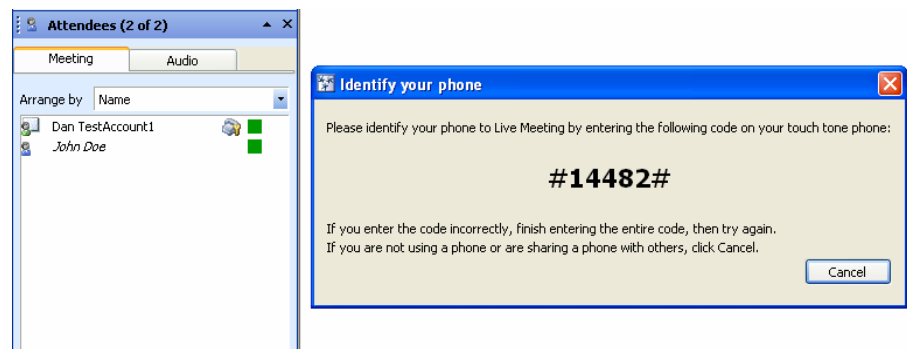 Attendees (2 of 2)
Meeting Audio
Arrange by Name
Dan TestAccount1
John Doe
Identify your phone
Please identify your phone to Live Meeting by entering the following code on your touch tone phone:
#14482#
If you enter the code incorrectly, finish entering the entire code, then try again.
If you are not using a phone or are sharing a phone with others, click Cancel.
Cancel